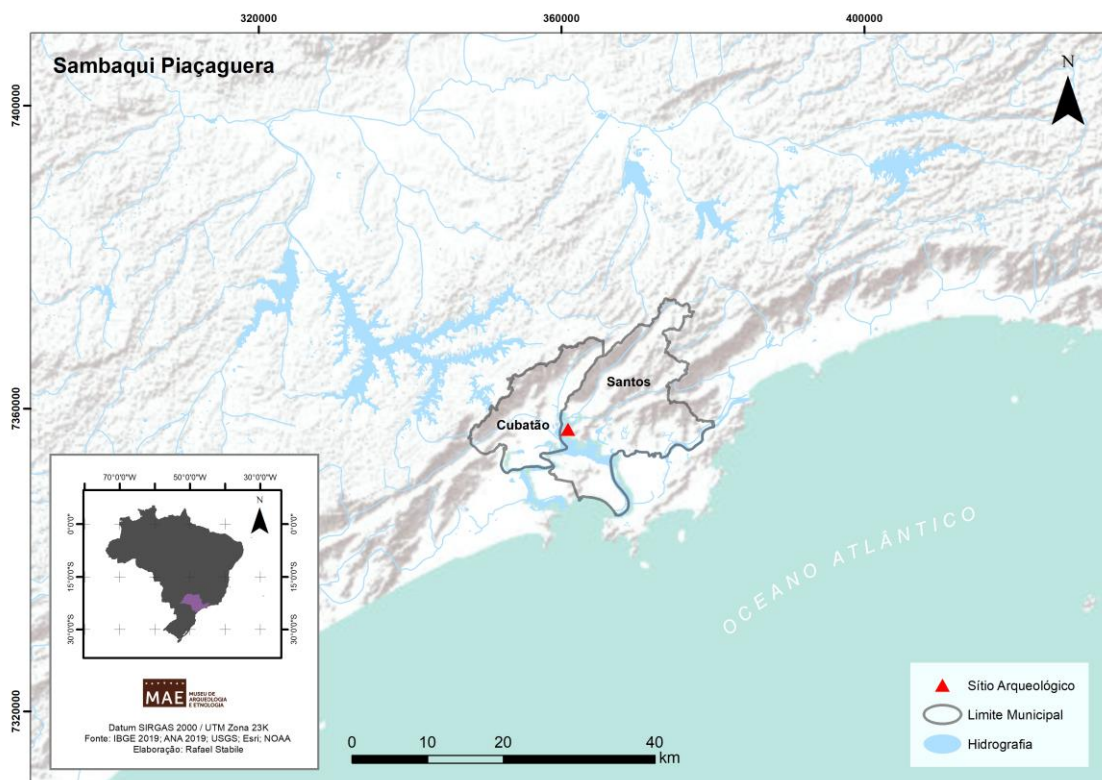 320000
360000
400000
Sambaqui Piaçaguera
N
7400000
7360000
7320000
Santos
Cubatão
OCEANO ATLÂNTICO
70°0'0"W
50°0'0"W
30°0'0"W
N
0°0'0"
15°0'0"S
30°0'0"S
0°0'0"
15°0'0"S
30°0'0"S
MAE
MUSEU DE
ARQUEOLOGIA
E ETNOLOGIA
Datum SIRGAS 2000 / UTM Zona 23K
Fonte: IBGE 2019; ANA 2019; USGS; Esri; NOAA
Elaboração: Rafael Stabile
0 10 20 40
km
Sítio Arqueológico
Limite Municipal
Hidrografia